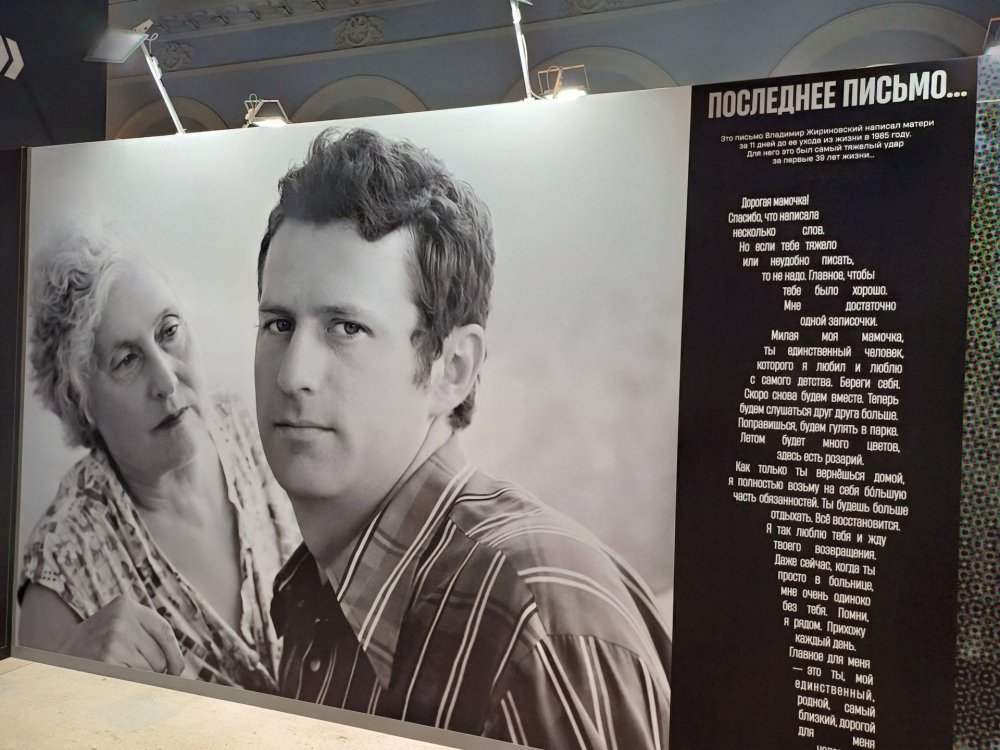 ПОСЛЕДНЕЕ ПИСЬМО...
Это письмо Владимир Жириновский написал матери
за 11 дней до ее ухода из жизни в 1985 году.
Для него это был самый тяжелый удар
за первые 39 лет жизни...
Дорогая мамочка!
Спасибо, что написала
несколько слов.
Но если тебе тяжело
или неудобно писать,
то не надо. Главное, чтобы
тебе было хорошо.
Мне достаточно
одной записочки.
Милая моя мамочка,
ты единственный человек,
которого я любил и люблю
с самого детства. Береги себя.
Скоро снова будем вместе. Теперь
будем слушаться друг друга больше.
Поправишься, будем гулять в парке.
Летом будет много цветов,
здесь есть розарий.
Как только ты вернёшься домой,
я полностью возьму на себя бо́льшую
часть обязанностей. Ты будешь больше
отдыхать. Всё восстановится.
Я так люблю тебя и жду
твоего возвращения.
Даже сейчас, когда ты
просто в больнице,
мне очень одиноко
без тебя. Помни,
я рядом. Прихожу
каждый день.
Главное для меня
— это ты, мой
единственный,
родной, самый
близкий, дорогой
для меня